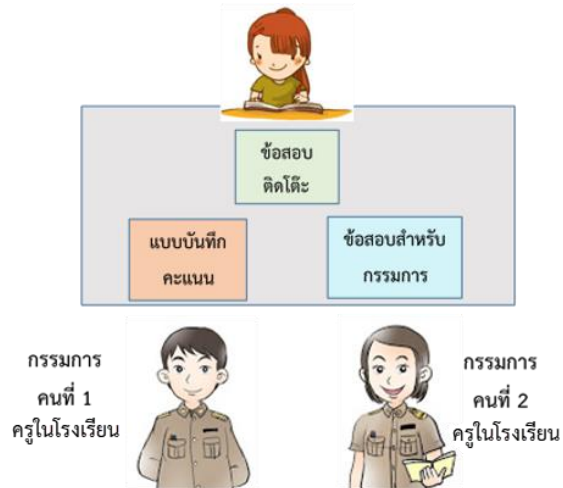 ข้อสอบ
ติดโต๊ะ
แบบบันทึก
คะแนน
ข้อสอบสำหรับ
กรรมการ
กรรมการ
คนที่ 1
ครูในโรงเรียน
กรรมการ
คนที่ 2
ครูในโรงเรียน